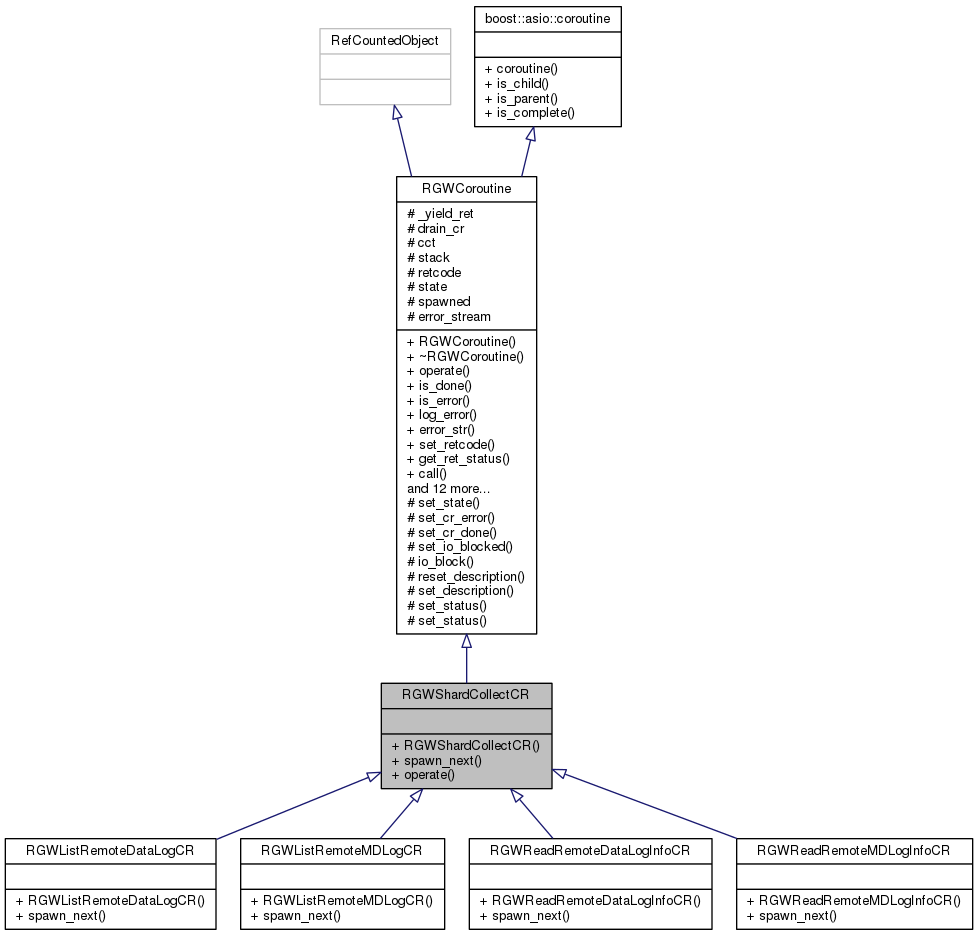 RefCountedObject
boost::asio::coroutine
+ coroutine()
+ is_child()
+ is_parent()
+ is_complete()
RGWCoroutine
# _yield_ret
# drain_cr
# cct
# stack
# retcode
# state
# spawned
# error_stream
+ RGWCoroutine()
+ ~RGWCoroutine()
+ operate()
+ is_done()
+ is_error()
+ log_error()
+ error_str()
+ set_retcode()
+ get_ret_status()
+ call()
and 12 more...
# set_state()
# set_cr_error()
# set_cr_done()
# set_io_blocked()
# io_block()
# reset_description()
# set_description()
# set_status()
# set_status()
RGWShardCollectCR
+ RGWShardCollectCR()
+ spawn_next()
+ operate()
RGWListRemoteDataLogCR
+ RGWListRemoteDataLogCR()
+ spawn_next()
RGWListRemoteMDLogCR
+ RGWListRemoteMDLogCR()
+ spawn_next()
RGWReadRemoteDataLogInfoCR
+ RGWReadRemoteDataLogInfoCR()
+ spawn_next()
RGWReadRemoteMDLogInfoCR
+ RGWReadRemoteMDLogInfoCR()
+ spawn_next()